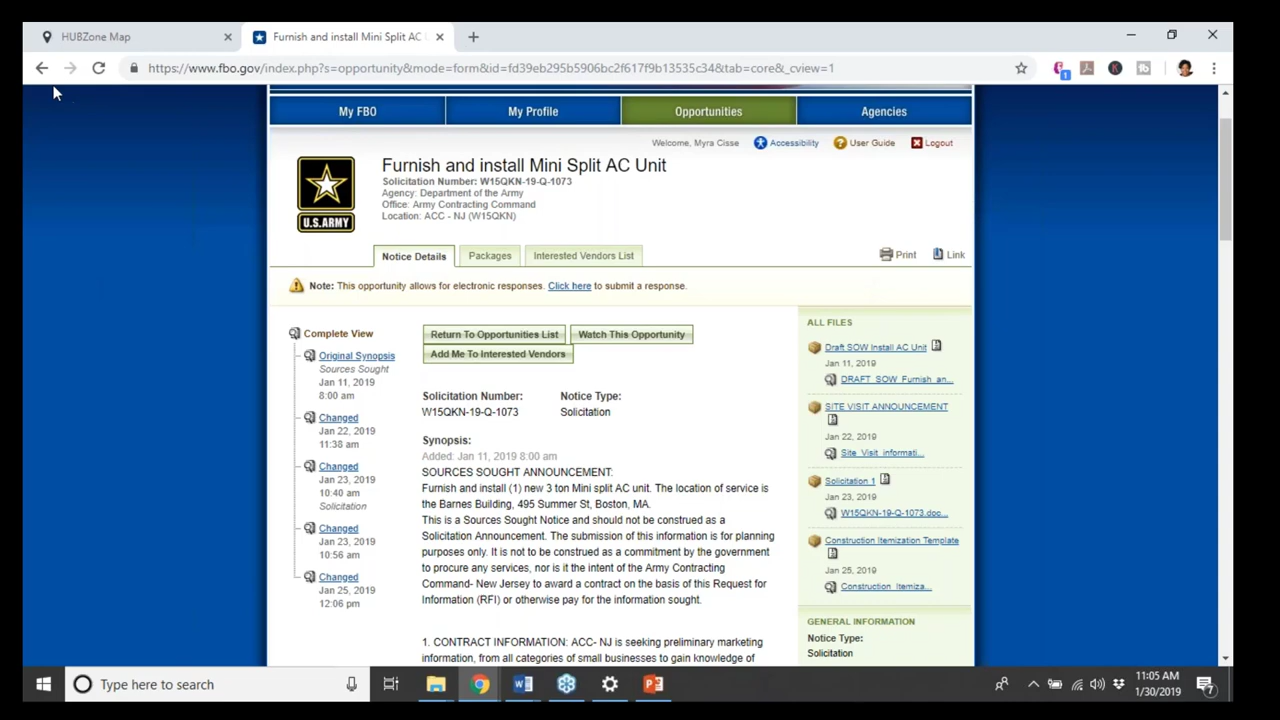 HUBZone Map
Furnish and install Mini Split AC U
https://www.fbo.gov/index.php?s=opportunity&mode=form&id=fd39eb295b5906bc2f617f9b13535c34&tab=core&_cview=1
1
My FBO
My Profile
Opportunities
Agencies
Welcome, Myra Cisse
Accessibility
User Guide
Logout
U.S.ARMY
Furnish and install Mini Split AC Unit
Solicitation Number: W15QKN-19-Q-1073
Agency: Department of the Army
Office: Army Contracting Command
Location: ACC - NJ (W15QKN)
Notice Details
Packages
Interested Vendors List
Print
Link
Note: This opportunity allows for electronic responses. Click here to submit a response.
Complete View
Original Synopsis
Sources Sought
Jan 11, 2019
8:00 am
Changed
Jan 22, 2019
11:38 am
Changed
Jan 23, 2019
10:40 am
Solicitation
Changed
Jan 23, 2019
10:56 am
Changed
Jan 25, 2019
12:06 pm
Return To Opportunities List
Watch This Opportunity
Add Me To Interested Vendors
Solicitation Number:
W15QKN-19-Q-1073
Notice Type:
Solicitation
Synopsis:
Added: Jan 11, 2019 8:00 am
SOURCES SOUGHT ANNOUNCEMENT:
Furnish and install (1) new 3 ton Mini split AC unit. The location of service is
the Barnes Building, 495 Summer St, Boston, MA.
This is a Sources Sought Notice and should not be construed as a
Solicitation Announcement. The submission of this information is for planning
purposes only. It is not to be construed as a commitment by the government
to procure any services, nor is it the intent of the Army Contracting
Command- New Jersey to award a contract on the basis of this Request for
Information (RFI) or otherwise pay for the information sought.
1. CONTRACT INFORMATION: ACC- NJ is seeking preliminary marketing
information, from all categories of small businesses to gain knowledge of
ALL FILES
Draft SOW Install AC Unit
Jan 11, 2019
DRAFT_SOW_Furnish_an...
SITE VISIT ANNOUNCEMENT
Jan 22, 2019
Site_Visit_informati...
Solicitation 1
Jan 23, 2019
W15QKN-19-Q-1073.doc...
Construction Itemization Template
Jan 25, 2019
Construction_Itemiza...
GENERAL INFORMATION
Notice Type:
Solicitation
Type here to search
11:05 AM
1/30/2019
7